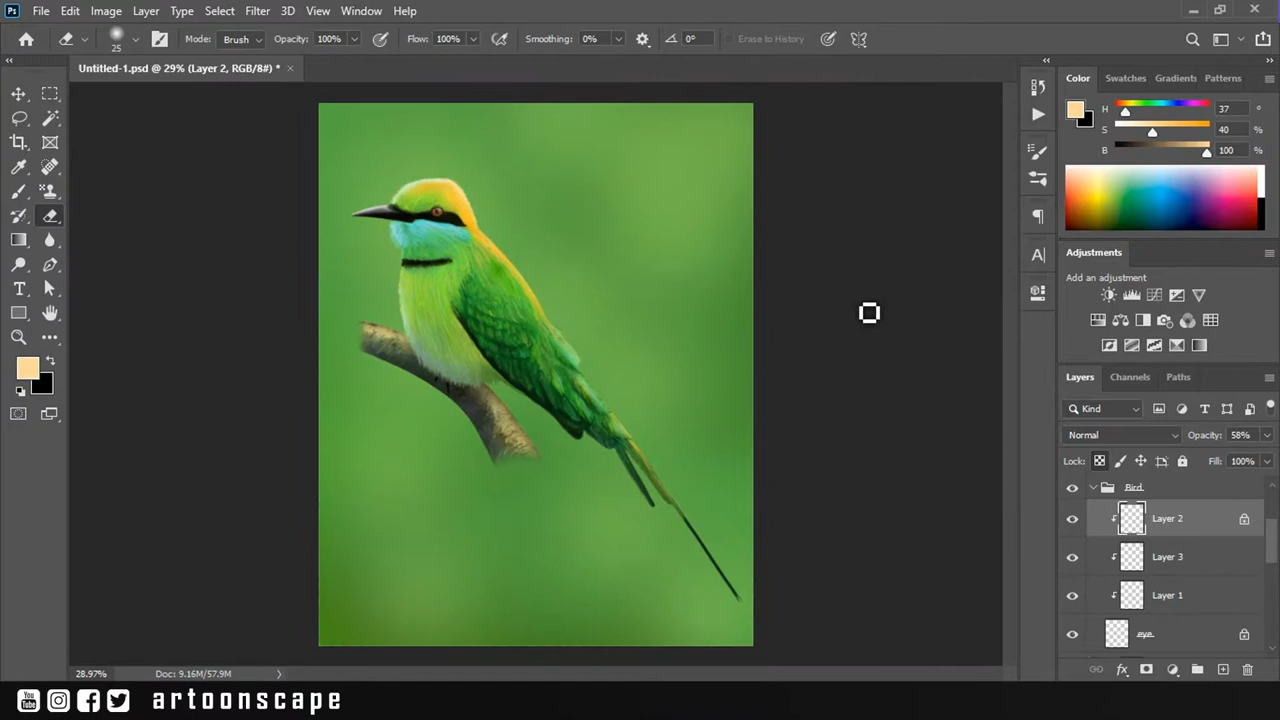 Ps File Edit Image Layer Type Select Filter 3D View Window Help
25 Mode: Brush Opacity: 100% Flow: 100% Smoothing: 0% 0° Erase to History
Untitled-1.psd @ 29% (Layer 2, RGB/8#) * ×
Color Swatches Gradients Patterns
H 37 °
S 40 %
B 100 %
Adjustments
Add an adjustment
Layers Channels Paths
Kind
Normal Opacity: 58%
Lock: Fill: 100%
Bird
Layer 2
Layer 3
Layer 1
eye
28.97% Doc: 9.16M/57.9M
You Tube artoonscape